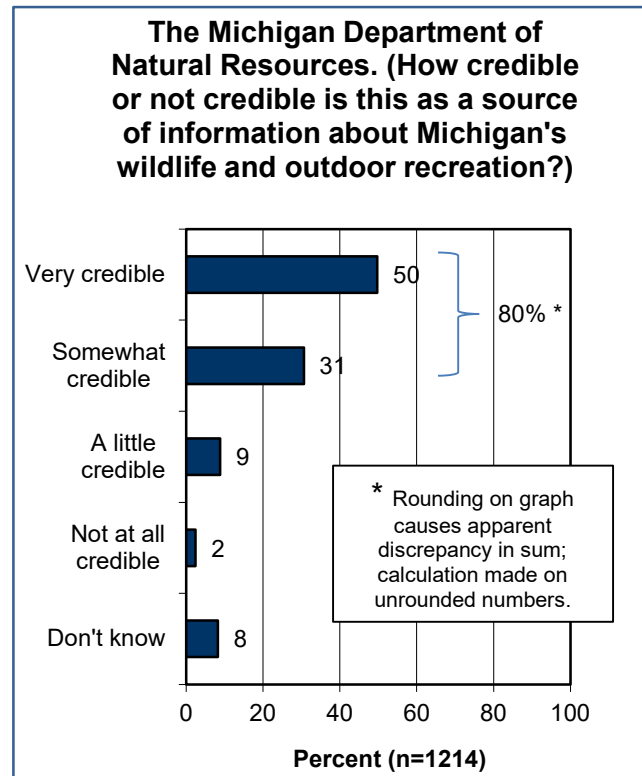 The Michigan Department of
Natural Resources. (How credible
or not credible is this as a source
of information about Michigan's
wildlife and outdoor recreation?)
Very credible
50
80% *
Somewhat
credible
31
A little
credible
9
* Rounding on graph
causes apparent
discrepancy in sum;
calculation made on
unrounded numbers.
Not at all
credible
2
Don't know
8
0 20 40 60 80 100
Percent (n=1214)